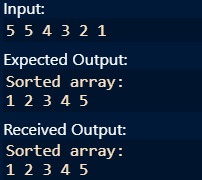 Input:
5 5 4 3 2 1
Expected Output:
Sorted array:
1 2 3 4 5
Received Output:
Sorted array:
1 2 3 4 5